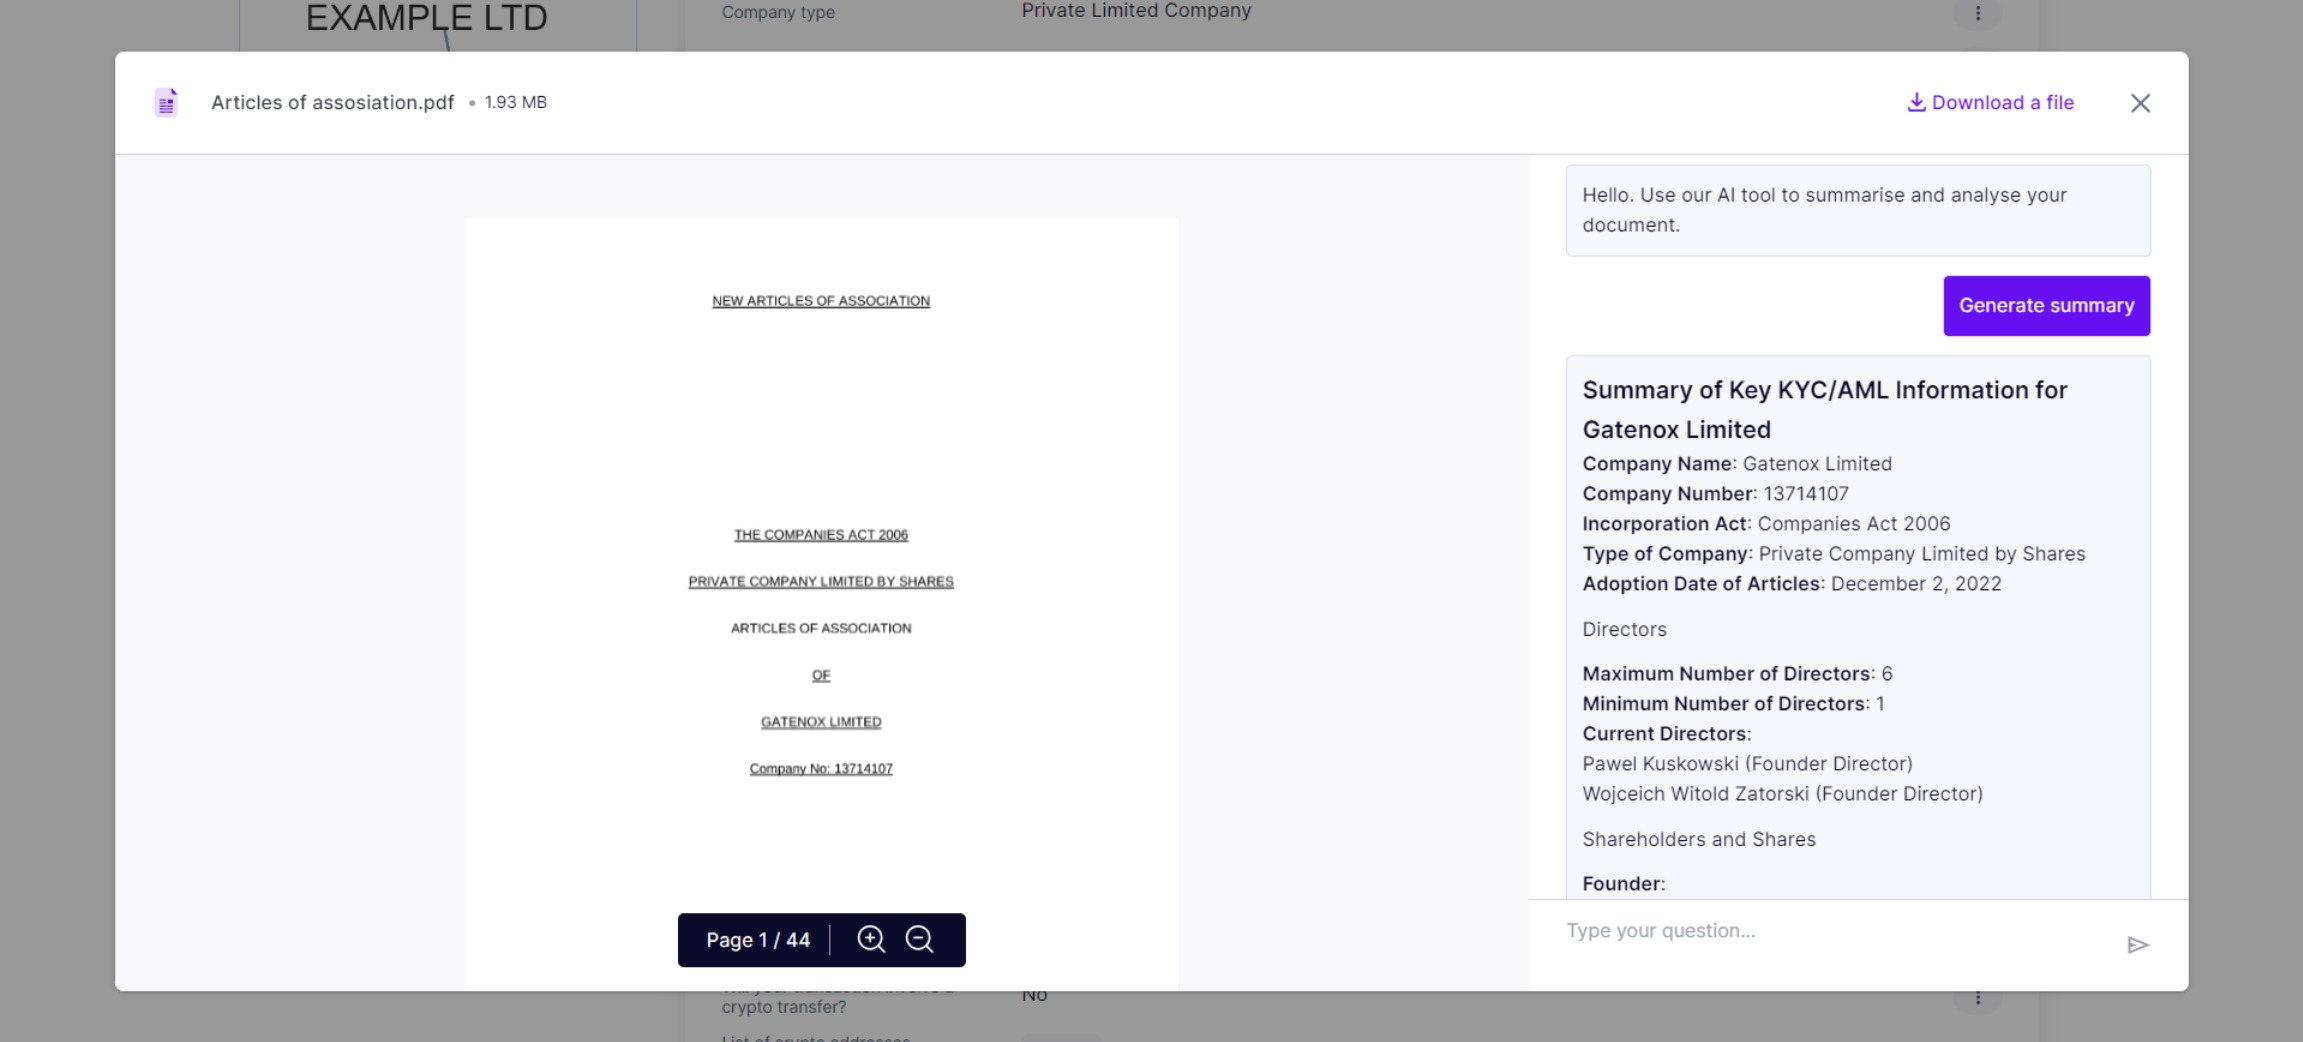 EXAMPLE LTD
Company type
Private Limited Company
Articles of assosiation.pdf • 1.93 MB
Download a file
NEW ARTICLES OF ASSOCIATION
THE COMPANIES ACT 2006
PRIVATE COMPANY LIMITED BY SHARES
ARTICLES OF ASSOCIATION
OF
GATENOX LIMITED
Company No: 13714107
Page 1 / 44
Hello. Use our AI tool to summarise and analyse your
document.
Generate summary
Summary of Key KYC/AML Information for
Gatenox Limited
Company Name: Gatenox Limited
Company Number: 13714107
Incorporation Act: Companies Act 2006
Type of Company: Private Company Limited by Shares
Adoption Date of Articles: December 2, 2022
Directors
Maximum Number of Directors: 6
Minimum Number of Directors: 1
Current Directors:
Pawel Kuskowski (Founder Director)
Wojceich Witold Zatorski (Founder Director)
Shareholders and Shares
Founder:
Type your question...
crypto transfer?
No